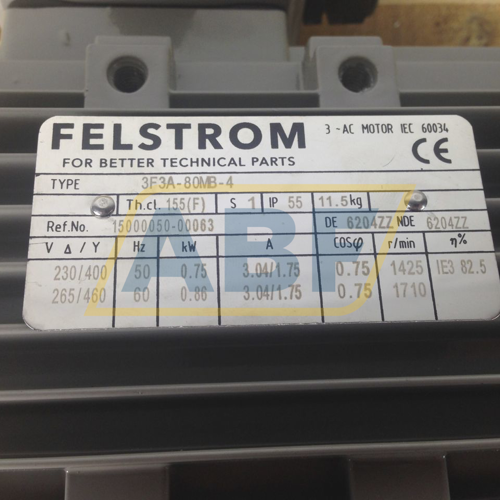 FELSTROM
3 ~AC MOTOR IEC 60034
FOR BETTER TECHNICAL PARTS
CE
TYPE 3F3A-80MB-4
Th.cl. 155(F) S 1 IP 55 11.5kg
Ref.No. 15000050-00063 DE 6204ZZ NDE 6204ZZ
V Δ/Y Hz kW A cosφ r/min η%
230/400 50 0.75 3.04/1.75 0.75 1425 IE3 82.5
265/460 60 0.86 3.04/1.75 0.75 1710
ABF